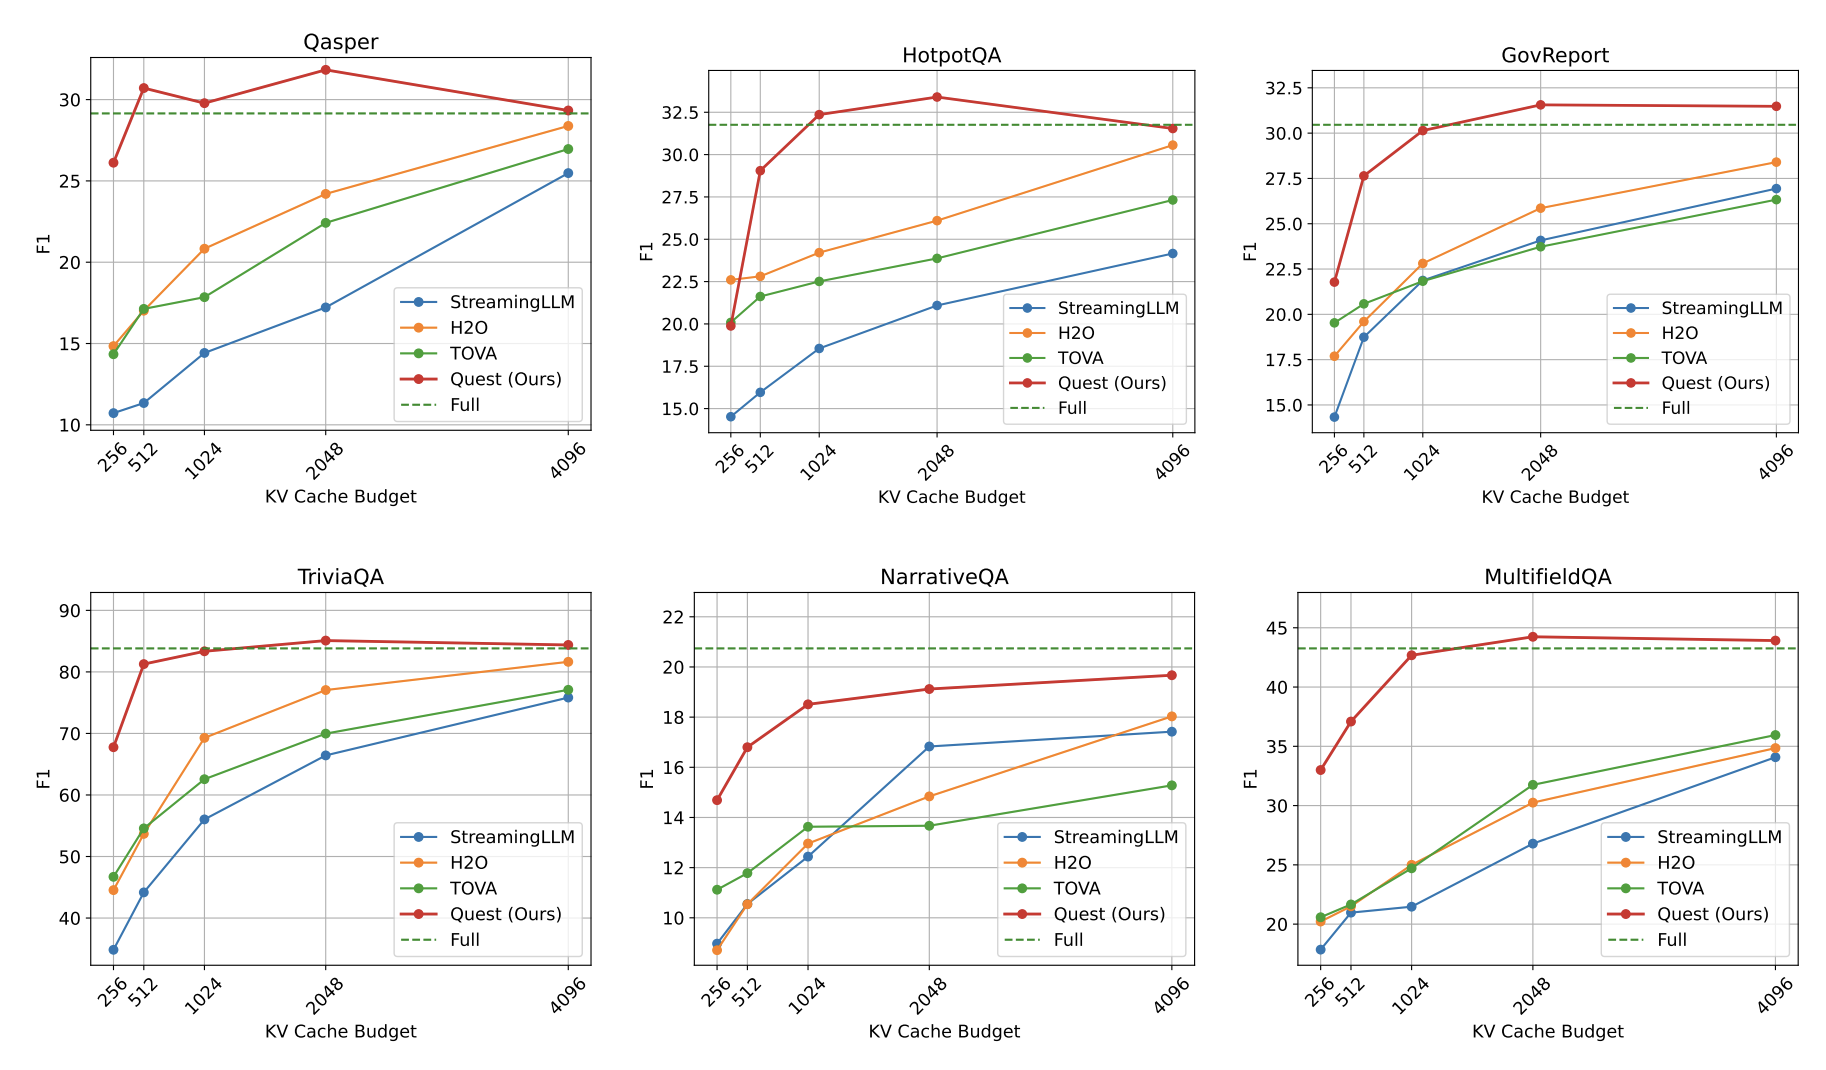 Qasper
F1
30
25
20
15
10
StreamingLLM
H2O
TOVA
Quest (Ours)
Full
256
512
1024
2048
4096
KV Cache Budget
HotpotQA
F1
32.5
30.0
27.5
25.0
22.5
20.0
17.5
15.0
StreamingLLM
H2O
TOVA
Quest (Ours)
Full
256
512
1024
2048
4096
KV Cache Budget
GovReport
F1
32.5
30.0
27.5
25.0
22.5
20.0
17.5
15.0
StreamingLLM
H2O
TOVA
Quest (Ours)
Full
256
512
1024
2048
4096
KV Cache Budget
TriviaQA
F1
90
80
70
60
50
40
StreamingLLM
H2O
TOVA
Quest (Ours)
Full
256
512
1024
2048
4096
KV Cache Budget
NarrativeQA
F1
22
20
18
16
14
12
10
StreamingLLM
H2O
TOVA
Quest (Ours)
Full
256
512
1024
2048
4096
KV Cache Budget
MultifieldQA
F1
45
40
35
30
25
20
StreamingLLM
H2O
TOVA
Quest (Ours)
Full
256
512
1024
2048
4096
KV Cache Budget